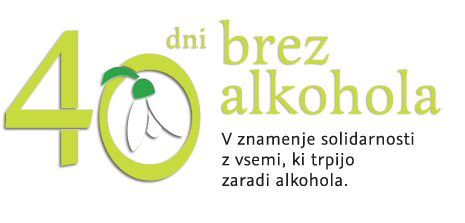 40 dni brez
alkohola
V znamenje solidarnosti
z vsemi, ki trpijo
zaradi alkohola.